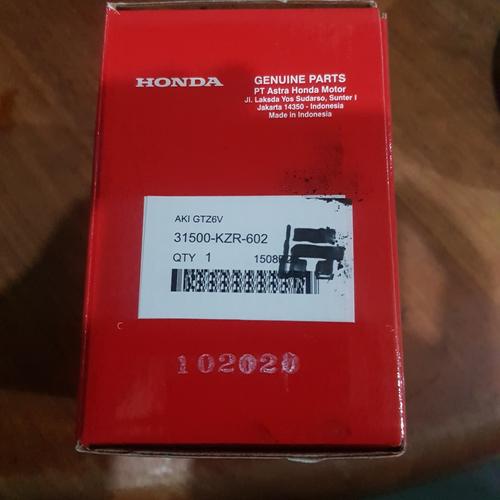 HONDA
GENUINE PARTS
PT Astra Honda Motor
Jl. Laksda Yos Sudarso, Sunter I
Jakarta 14350 - Indonesia
Made in Indonesia
AKI GTZ6V
31500-KZR-602
QTY 1
102020